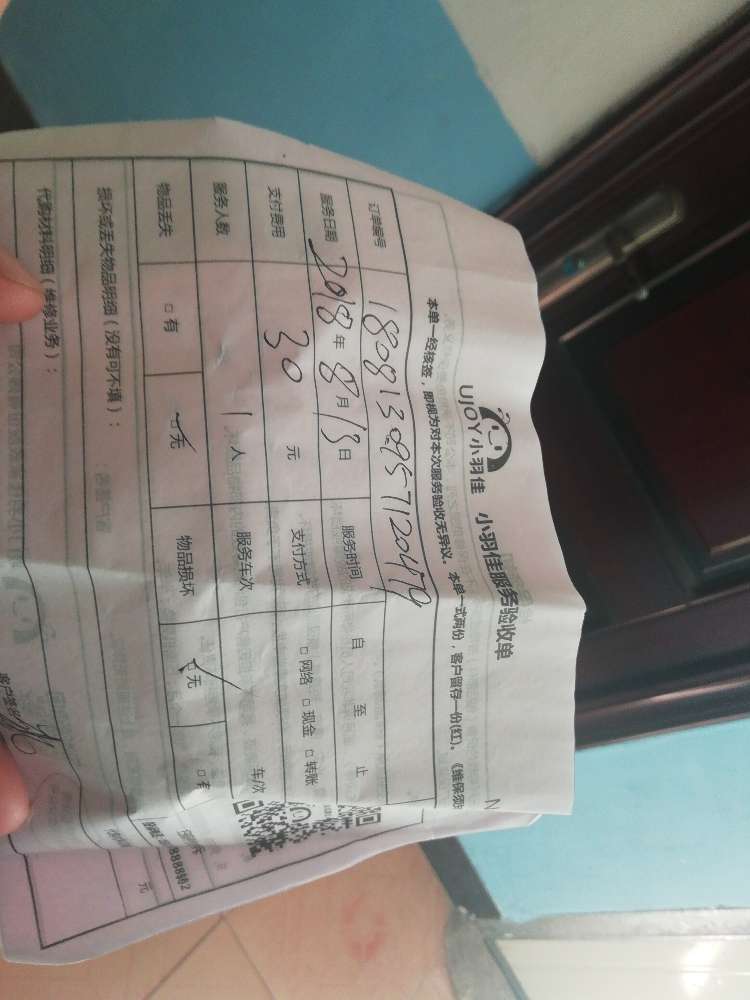 UJOY小羽佳 小羽佳服务验收单
本单一经核签，即视为对本次服务验收无异议。 本单一式两份，客户留存一份(红)。
订单编号 18081309571120479
服务日期 2018年8月13日 服务时间 自 至 止
支付费用 30 元 支付方式 □ 网络 □ 现金 □ 转账
服务人数 1 人 服务车次 车/次
物品丢失 □ 有 □ 无 物品损坏 □ 无 □ 有
损坏或丢失物品明细（没有可不填）：
代购材料明细（维修业务）：
元
客户签名